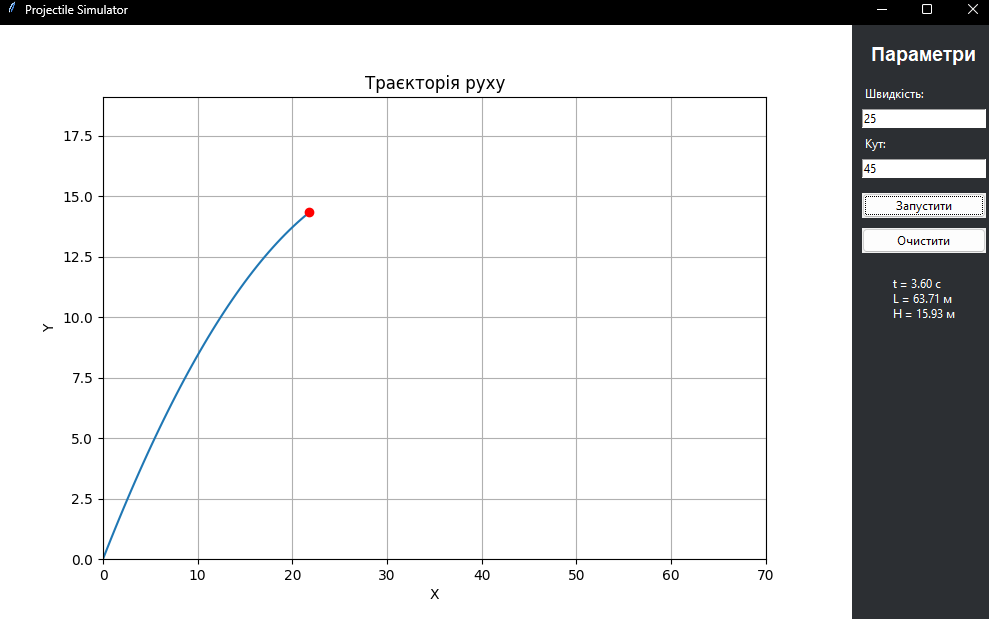 Projectile Simulator
Траєкторія руху
17.5
15.0
12.5
10.0
7.5
5.0
2.5
0.0
Y
0 10 20 30 40 50 60 70
X
Параметри
Швидкість:
25
Кут:
45
Запустити
Очистити
t = 3.60 с
L = 63.71 м
H = 15.93 м